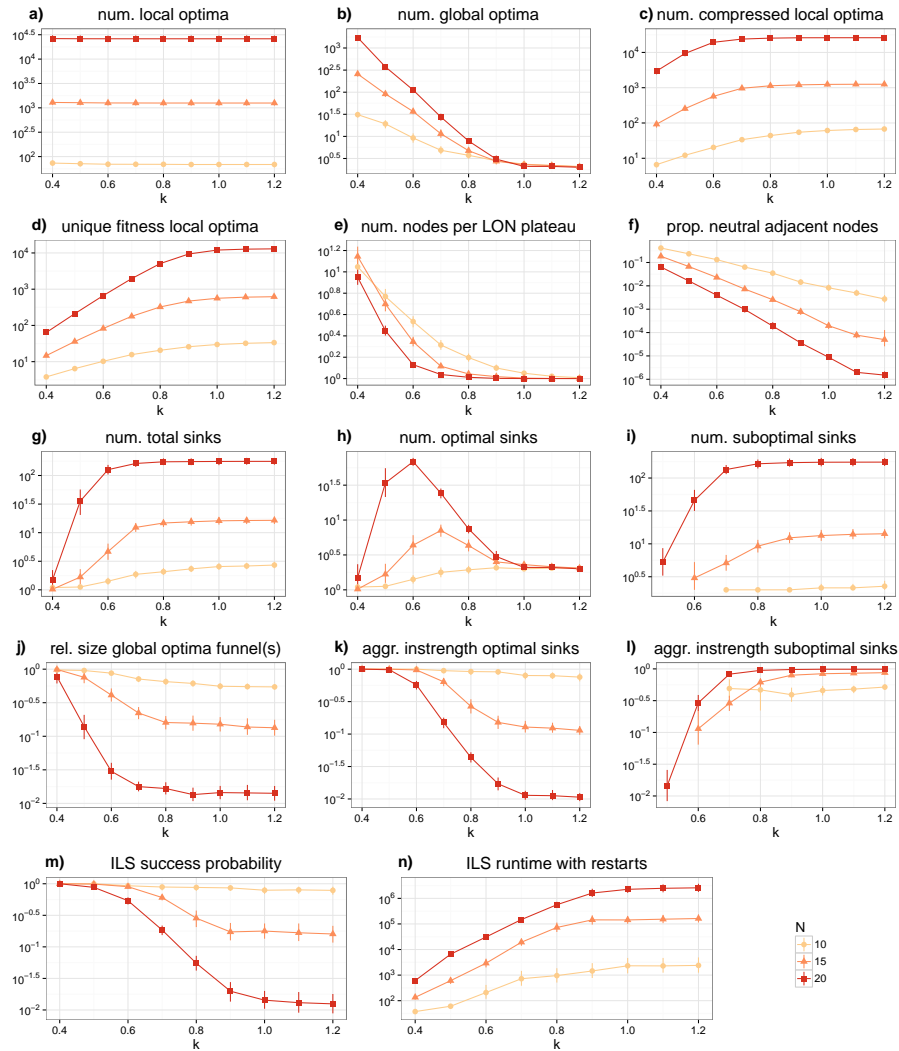 a) num. local optima
10^4.5
10^4
10^3.5
10^3
10^2.5
10^2
0.4 0.6 0.8 1.0 1.2
k
b) num. global optima
10^3
10^2.5
10^2
10^1.5
10^1
10^0.5
0.4 0.6 0.8 1.0 1.2
k
c) num. compressed local optima
10^4
10^3
10^2
10^1
0.4 0.6 0.8 1.0 1.2
k
d) unique fitness local optima
10^4
10^3
10^2
10^1
0.4 0.6 0.8 1.0 1.2
k
e) num. nodes per LON plateau
10^1.2
10^1
10^0.8
10^0.6
10^0.4
10^0.2
10^0
0.4 0.6 0.8 1.0 1.2
k
f) prop. neutral adjacent nodes
10^-1
10^-2
10^-3
10^-4
10^-5
10^-6
0.4 0.6 0.8 1.0 1.2
k
g) num. total sinks
10^2
10^1.5
10^1
10^0.5
10^0
0.4 0.6 0.8 1.0 1.2
k
h) num. optimal sinks
10^1.5
10^1
10^0.5
10^0
0.4 0.6 0.8 1.0 1.2
k
i) num. suboptimal sinks
10^2
10^1.5
10^1
10^0.5
0.6 0.8 1.0 1.2
k
j) rel. size global optima funnel(s)
10^0
10^-0.5
10^-1
10^-1.5
10^-2
0.4 0.6 0.8 1.0 1.2
k
k) aggr. instrength optimal sinks
10^0
10^-0.5
10^-1
10^-1.5
10^-2
0.4 0.6 0.8 1.0 1.2
k
l) aggr. instrength suboptimal sinks
10^0
10^-0.5
10^-1
10^-1.5
10^-2
0.6 0.8 1.0 1.2
k
m) ILS success probability
10^0
10^-0.5
10^-1
10^-1.5
10^-2
0.4 0.6 0.8 1.0 1.2
k
n) ILS runtime with restarts
10^6
10^5
10^4
10^3
10^2
0.4 0.6 0.8 1.0 1.2
k
N
10
15
20